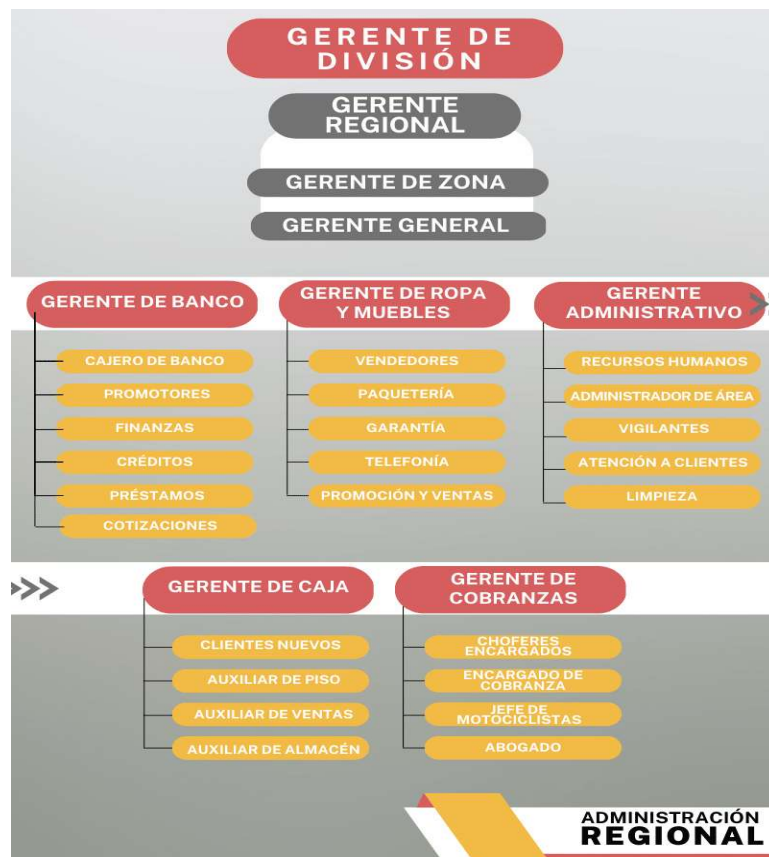 GERENTE DE
DIVISIÓN
GERENTE
REGIONAL
GERENTE DE ZONA
GERENTE GENERAL
GERENTE DE BANCO
CAJERO DE BANCO
PROMOTORES
FINANZAS
CRÉDITOS
PRÉSTAMOS
COTIZACIONES
GERENTE DE ROPA
Y MUEBLES
VENDEDORES
PAQUETERÍA
GARANTÍA
TELEFONÍA
PROMOCIÓN Y VENTAS
GERENTE
ADMINISTRATIVO
RECURSOS HUMANOS
ADMINISTRADOR DE ÁREA
VIGILANTES
ATENCIÓN A CLIENTES
LIMPIEZA
GERENTE DE CAJA
CLIENTES NUEVOS
AUXILIAR DE PISO
AUXILIAR DE VENTAS
AUXILIAR DE ALMACÉN
GERENTE DE
COBRANZAS
CHOFERES
ENCARGADOS
ENCARGADO DE
COBRANZA
JEFE DE
MOTOCICLISTAS
ABOGADO
ADMINISTRACIÓN
REGIONAL